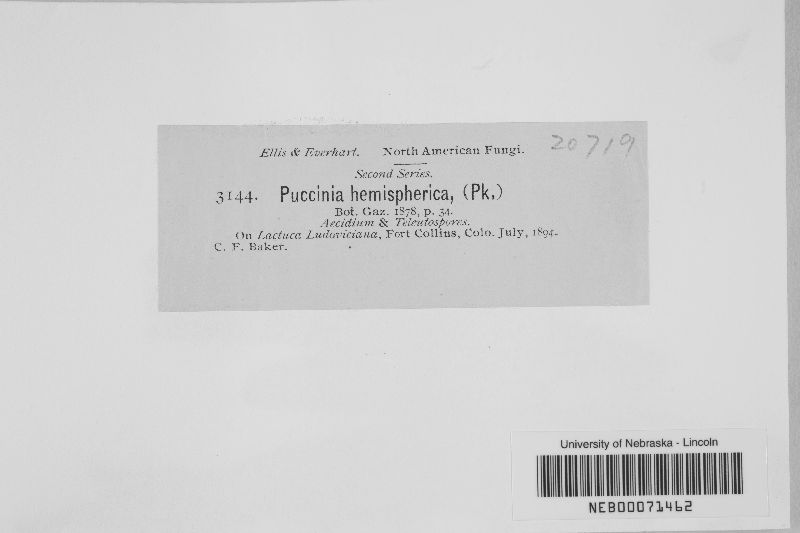 Ellis & Everhart. North American Fungi. 20719
Second Series.
3144. Puccinia hemispherica, (Pk.)
Bot. Gaz. 1878, p. 34.
Aecidium & Teleutospores.
On Lactuca Ludoviciana, Fort Collins, Colo. July, 1894.
C. F. Baker.
University of Nebraska - Lincoln
NEB00071462